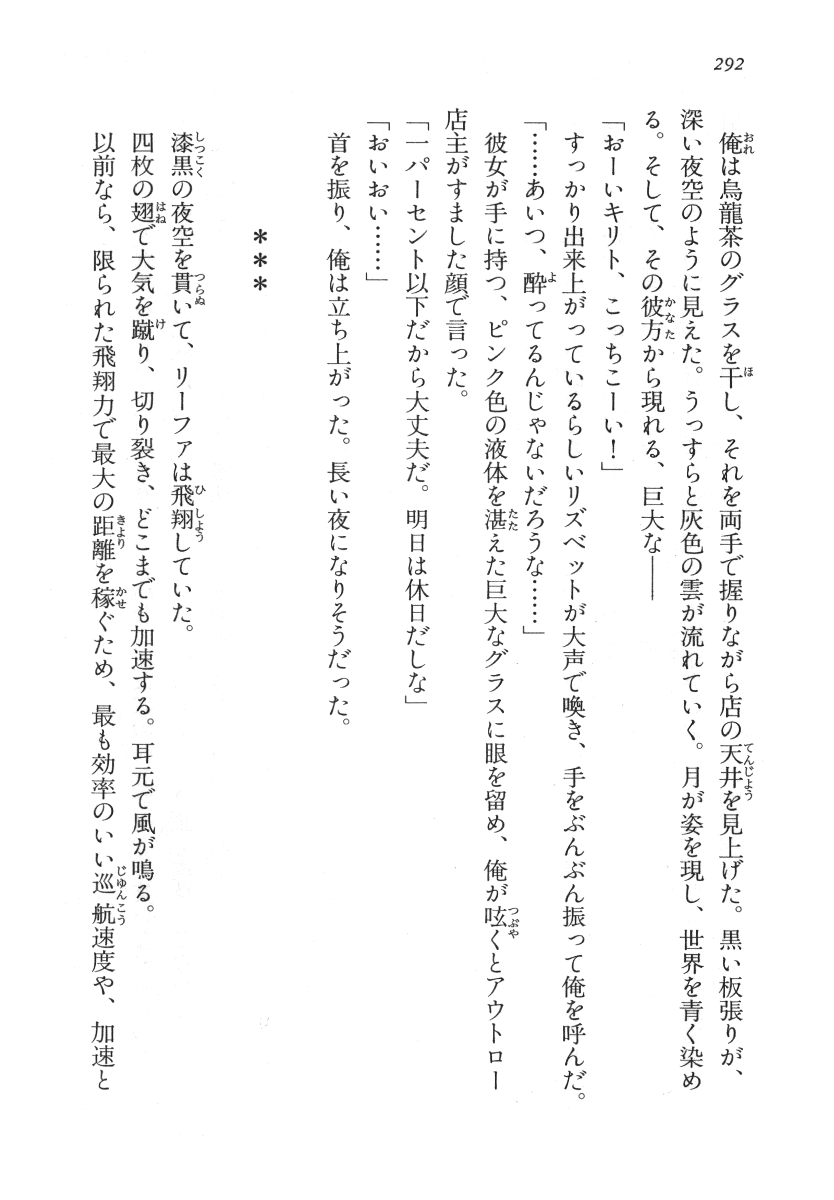 292
俺は烏龍茶のグラスを干し、それを両手で握りながら店の天井を見上げた。黒い板張りが、
深い夜空のように見えた。うっすらと灰色の雲が流れていく。月が姿を現し、世界を青く染め
る。そして、その彼方から現れる、巨大な――
「おーいキリト、こっちこーい！」
すっかり出来上がっているらしいリズベットが大声で喚き、手をぶんぶん振って俺を呼んだ。
「……あいつ、酔ってるんじゃないだろうな……」
彼女が手に持つ、ピンク色の液体を湛えた巨大なグラスに眼を留め、俺が呟くとアウトロー
店主がすました顔で言った。
「一パーセント以下だから大丈夫だ。明日は休日だしな」
「おいおい……」
首を振り、俺は立ち上がった。長い夜になりそうだった。
＊＊＊
漆黒の夜空を貫いて、リーファは飛翔していた。
四枚の翅で大気を蹴り、切り裂き、どこまでも加速する。耳元で風が鳴る。
以前なら、限られた飛翔力で最大の距離を稼ぐため、最も効率のいい巡航速度や、加速と